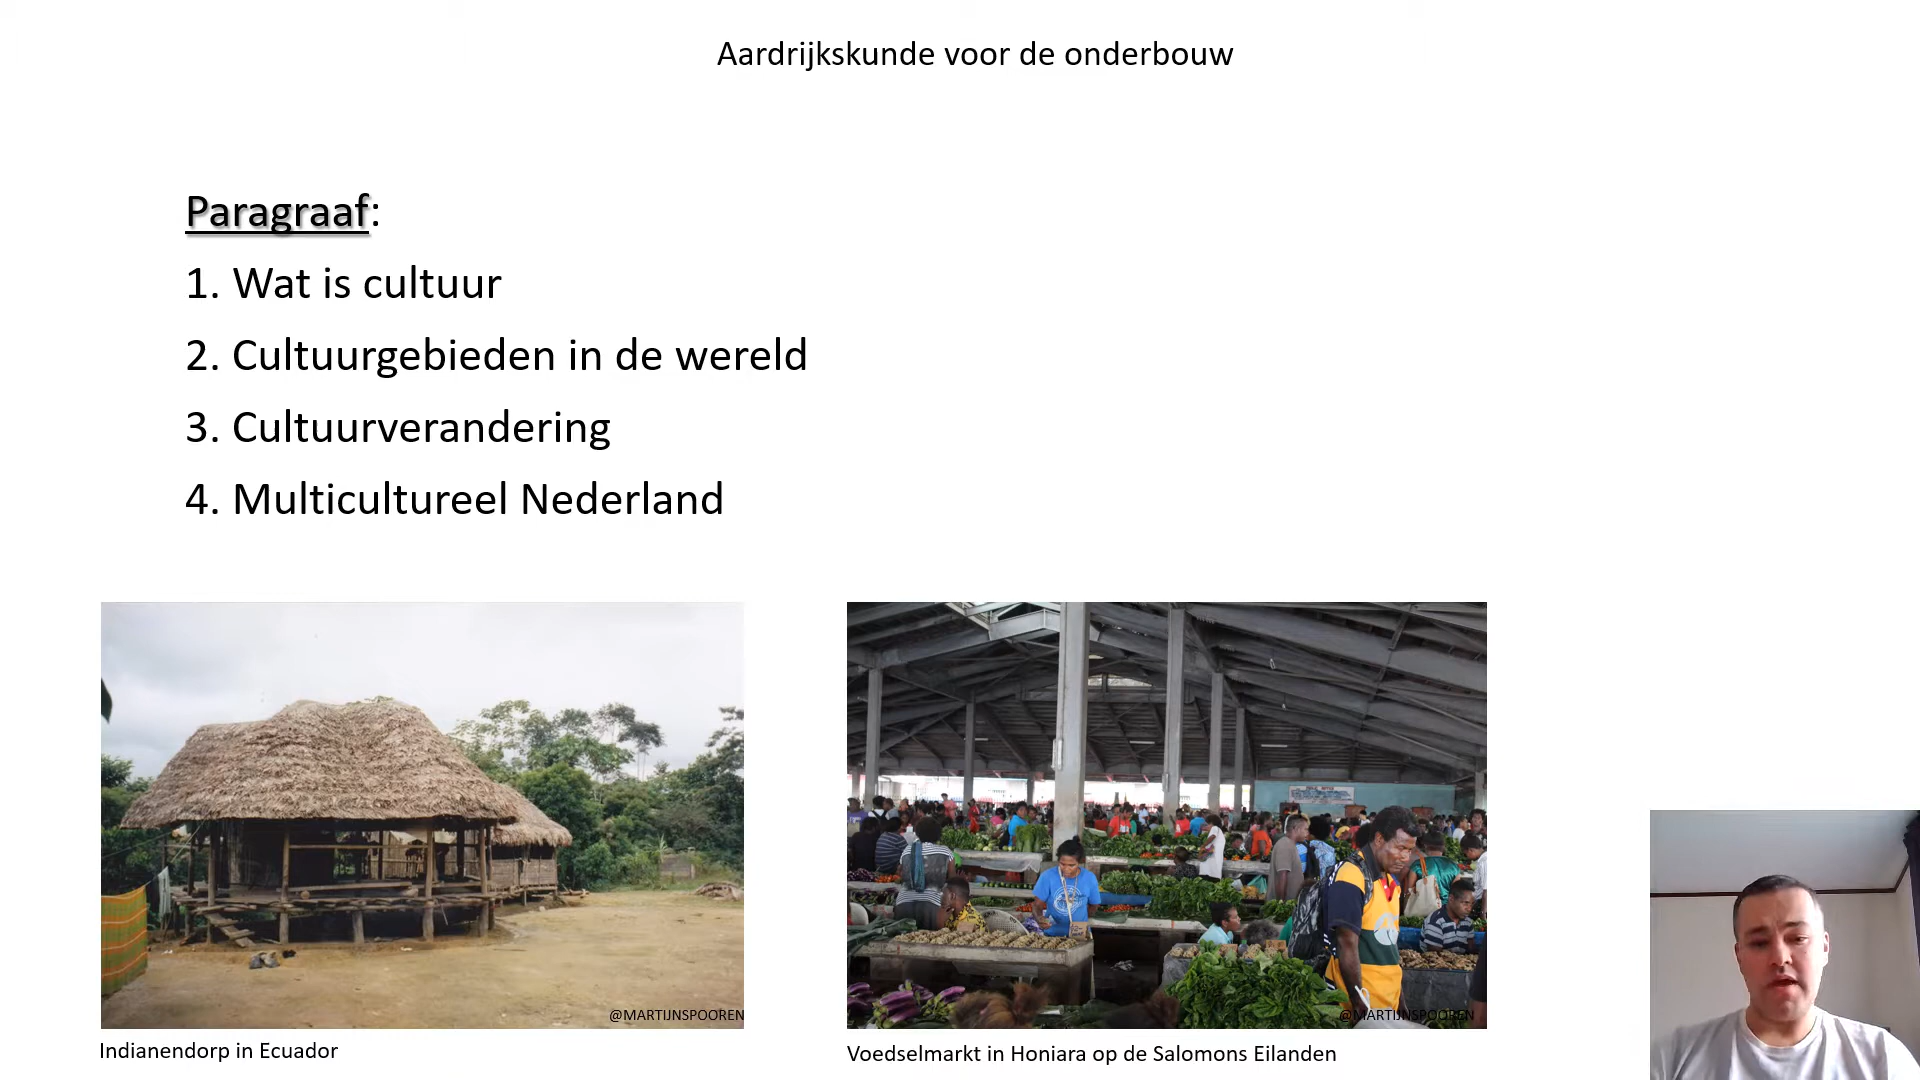 Aardrijkskunde voor de onderbouw
Paragraaf:
1. Wat is cultuur
2. Cultuurgebieden in de wereld
3. Cultuurverandering
4. Multicultureel Nederland
@MARTIJNSPOOREN
@MARTIJNSPOOREN
Indianendorp in Ecuador
Voedselmarkt in Honiara op de Salomons Eilanden